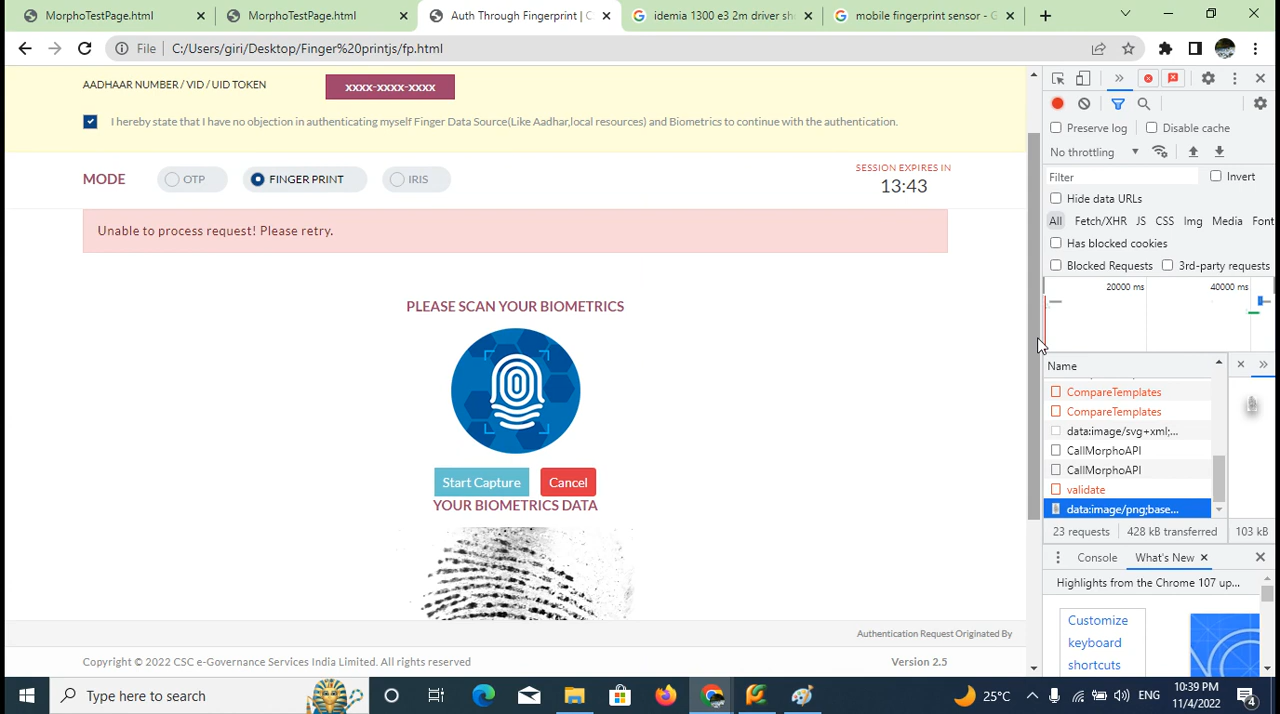 MorphoTestPage.html
MorphoTestPage.html
Auth Through Fingerprint |
idemia 1300 e3 2m driver sh
mobile fingerprint sensor -
File C:/Users/giri/Desktop/Finger%20printjs/fp.html
AADHAAR NUMBER / VID / UID TOKEN
xxxx-xxxx-xxxx
I hereby state that I have no objection in authenticating myself Finger Data Source(Like Aadhar,local resources) and Biometrics to continue with the authentication.
MODE
OTP
FINGER PRINT
IRIS
SESSION EXPIRES IN
13:43
Unable to process request! Please retry.
PLEASE SCAN YOUR BIOMETRICS
Start Capture
Cancel
YOUR BIOMETRICS DATA
Authentication Request Originated By
Copyright © 2022 CSC e-Governance Services India Limited. All rights reserved
Version 2.5
Preserve log
Disable cache
No throttling
Filter
Invert
Hide data URLs
All Fetch/XHR JS CSS Img Media Font
Has blocked cookies
Blocked Requests
3rd-party requests
20000 ms
40000 ms
Name
CompareTemplates
CompareTemplates
data:image/svg+xml;...
CallMorphoAPI
CallMorphoAPI
validate
data:image/png;base...
23 requests
428 kB transferred
103 kB
Console
What's New
Highlights from the Chrome 107 up...
Customize
keyboard
shortcuts
Type here to search
25°C
ENG
10:39 PM
11/4/2022
4